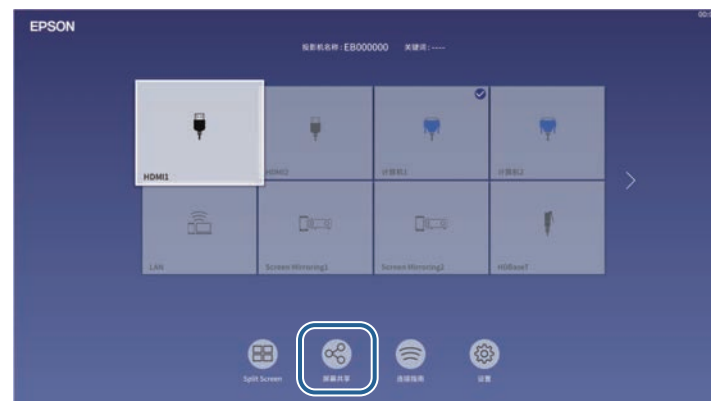 EPSON
投影机名称 : EB000000 关键词 : ----
HDMI1
HDMI2
计算机1
计算机2
LAN
Screen Mirroring1
Screen Mirroring2
HDBaseT
Split Screen
屏幕共享
连接指南
设置